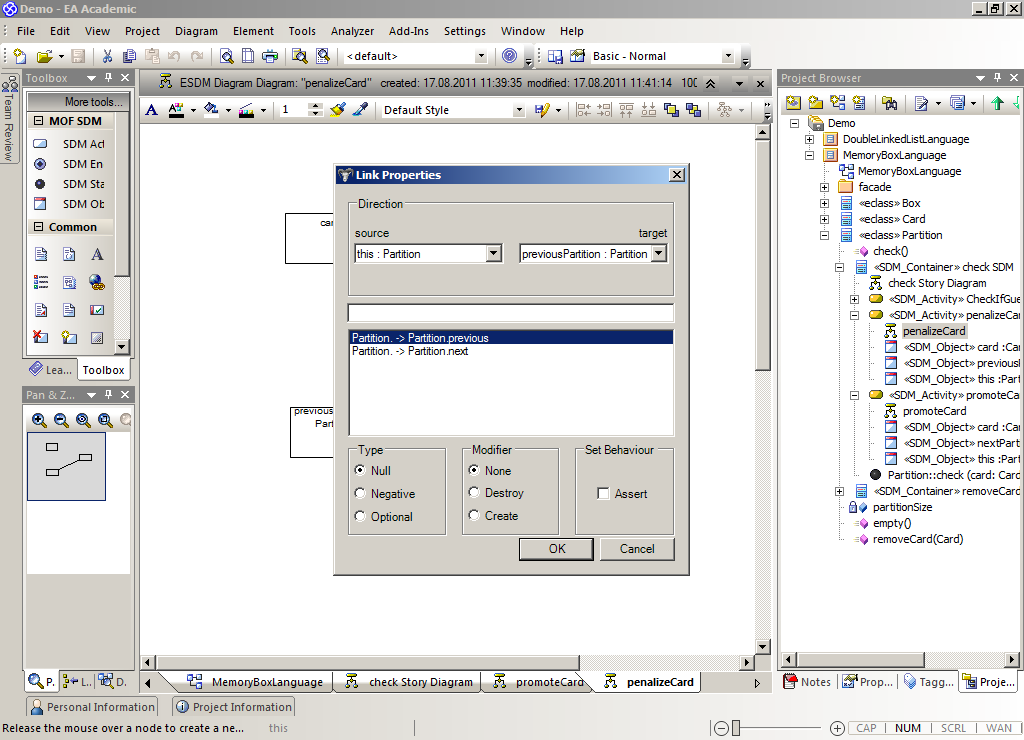 Demo - EA Academic
File Edit View Project Diagram Element Tools Analyzer Add-Ins Settings Window Help
<default> Basic - Normal
Team Review
Toolbox
More tools...
MOF SDM
SDM Act
SDM En
SDM Sta
SDM Ob
Common
Lea... Toolbox
Pan & Z...
P. L.. D.
ESDM Diagram Diagram: "penalizeCard" created: 17.08.2011 11:39:35 modified: 17.08.2011 11:41:14 100
A 1 Default Style
car
previous
Part
Link Properties
Direction
source target
this : Partition previousPartition : Partition
Partition. -> Partition.previous
Partition. -> Partition.next
Type Modifier Set Behaviour
Null None
Negative Destroy Assert
Optional Create
OK Cancel
MemoryBoxLanguage check Story Diagram promoteCard penalizeCard
Project Browser
Demo
DoubleLinkedListLanguage
MemoryBoxLanguage
MemoryBoxLanguage
facade
«eclass» Box
«eclass» Card
«eclass» Partition
check()
«SDM_Container» check SDM
check Story Diagram
«SDM_Activity» CheckIfGue
«SDM_Activity» penalizeCar
penalizeCard
«SDM_Object» card :Car
«SDM_Object» previousP
«SDM_Object» this :Part
«SDM_Activity» promoteCa
promoteCard
«SDM_Object» card :Car
«SDM_Object» nextParti
«SDM_Object» this :Part
Partition::check (card: Card
«SDM_Container» removeCard
partitionSize
empty()
removeCard(Card)
Notes Prop... Tagg... Proje...
Personal Information Project Information
Release the mouse over a node to create a ne... this CAP NUM SCRL WAN